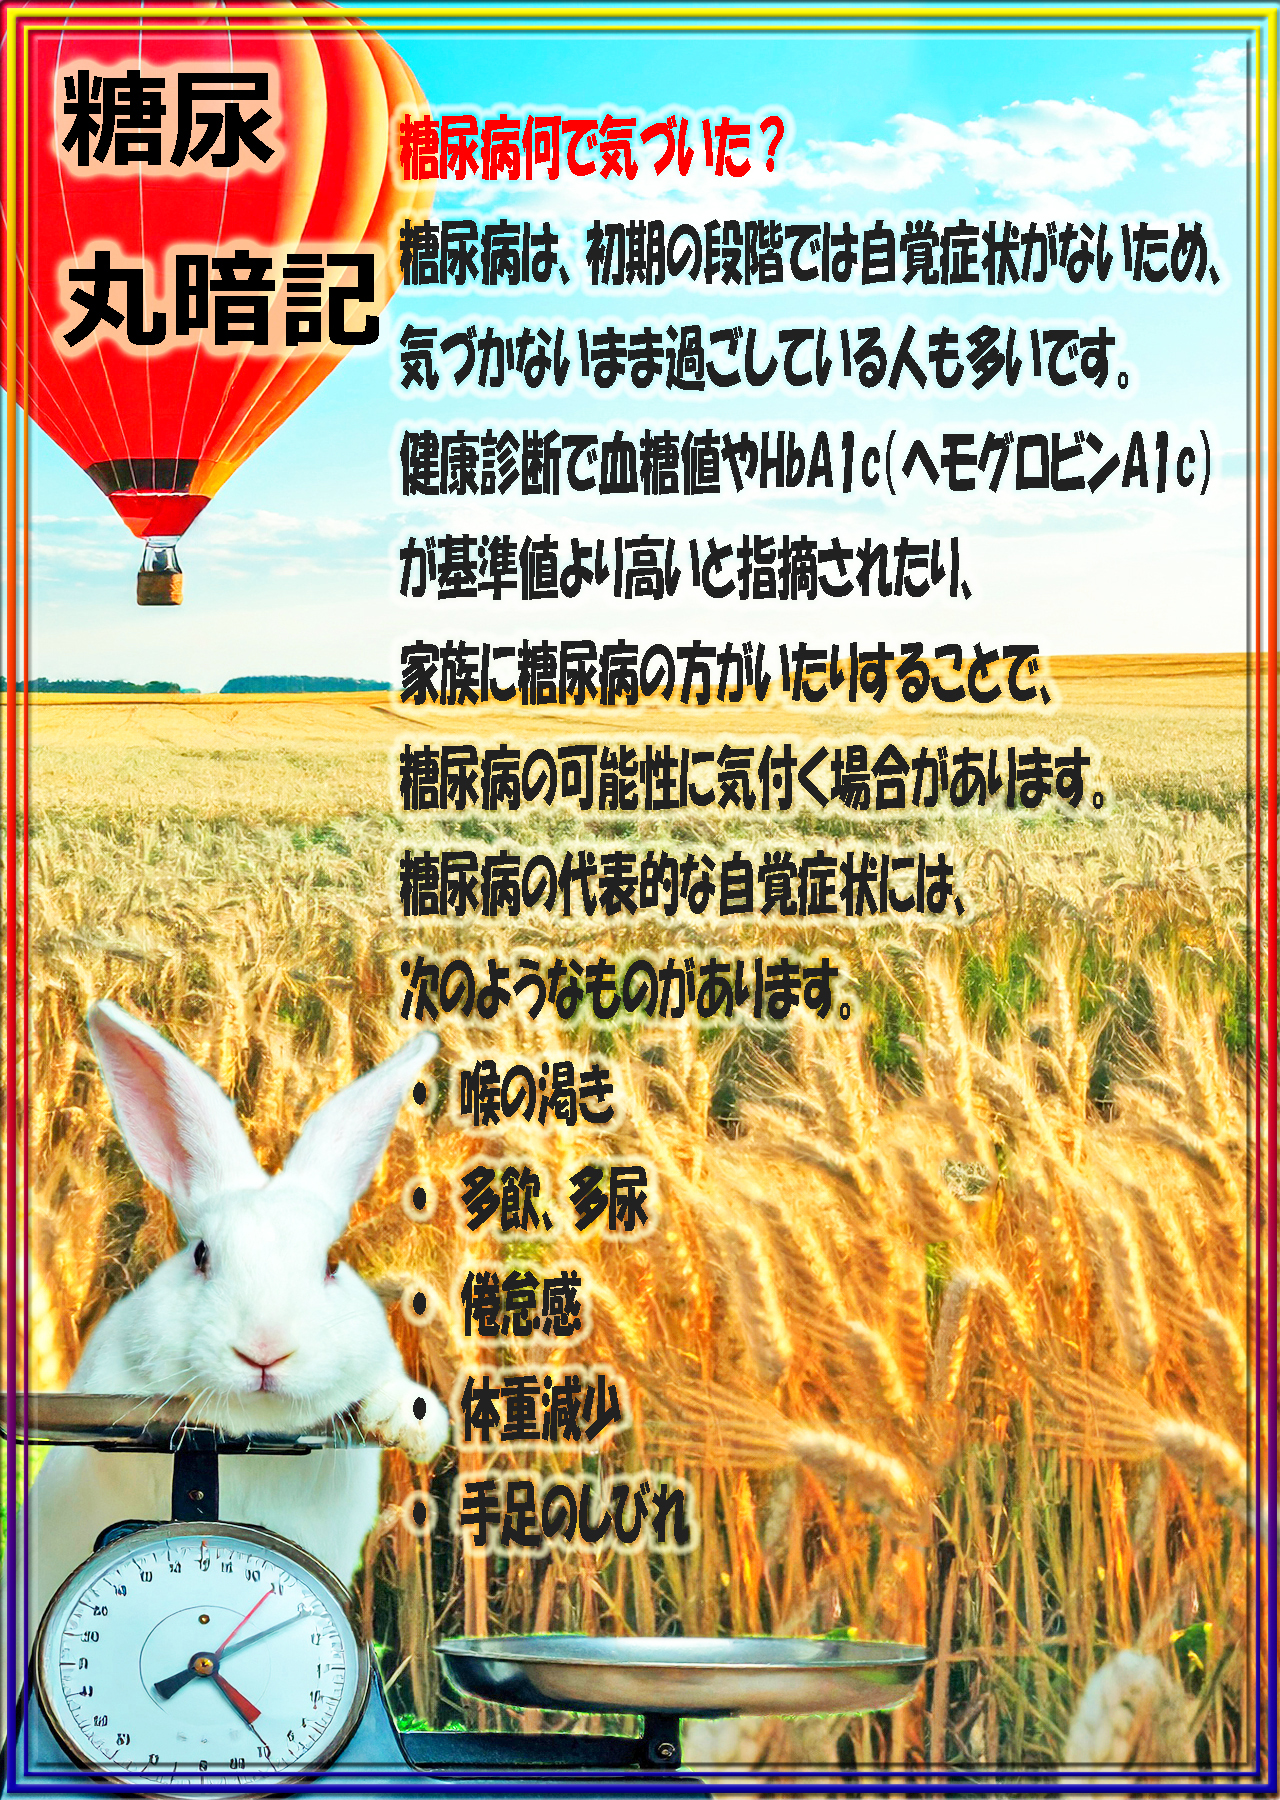 糖尿
丸暗記
糖尿病何で気づいた？
糖尿病は、初期の段階では自覚症状がないため、
気づかないまま過ごしている人も多いです。
健康診断で血糖値やHbA1c(ヘモグロビンA1c)
が基準値より高いと指摘されたり、
家族に糖尿病の方がいたりすることで、
糖尿病の可能性に気付く場合があります。
糖尿病の代表的な自覚症状には、
次のようなものがあります。
• 喉の渇き
• 多飲、多尿
• 倦怠感
• 体重減少
• 手足のしびれ